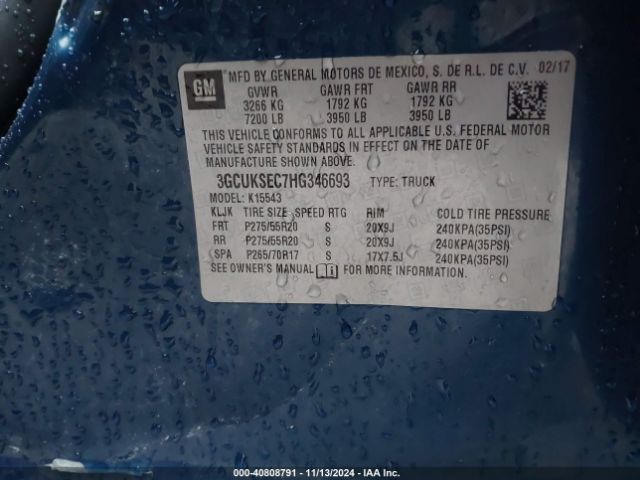 GM
MFD BY GENERAL MOTORS DE MEXICO, S. DE R.L. DE C.V. 02/17
GVWR GAWR FRT GAWR RR
3266 KG 1792 KG 1792 KG
7200 LB 3950 LB 3950 LB
THIS VEHICLE CONFORMS TO ALL APPLICABLE U.S. FEDERAL MOTOR
VEHICLE SAFETY STANDARDS IN EFFECT ON THE DATE OF
MANUFACTURE SHOWN ABOVE.
3GCUKSEC7HG346693 TYPE: TRUCK
MODEL: K15543
KLJK TIRE SIZE SPEED RTG RIM COLD TIRE PRESSURE
FRT P275/55R20 S 20X9J 240KPA(35PSI)
RR P275/55R20 S 20X9J 240KPA(35PSI)
SPA P265/70R17 S 17X7.5J 240KPA(35PSI)
SEE OWNER'S MANUAL FOR MORE INFORMATION.
000-40808791 - 11/13/2024 - IAA Inc.